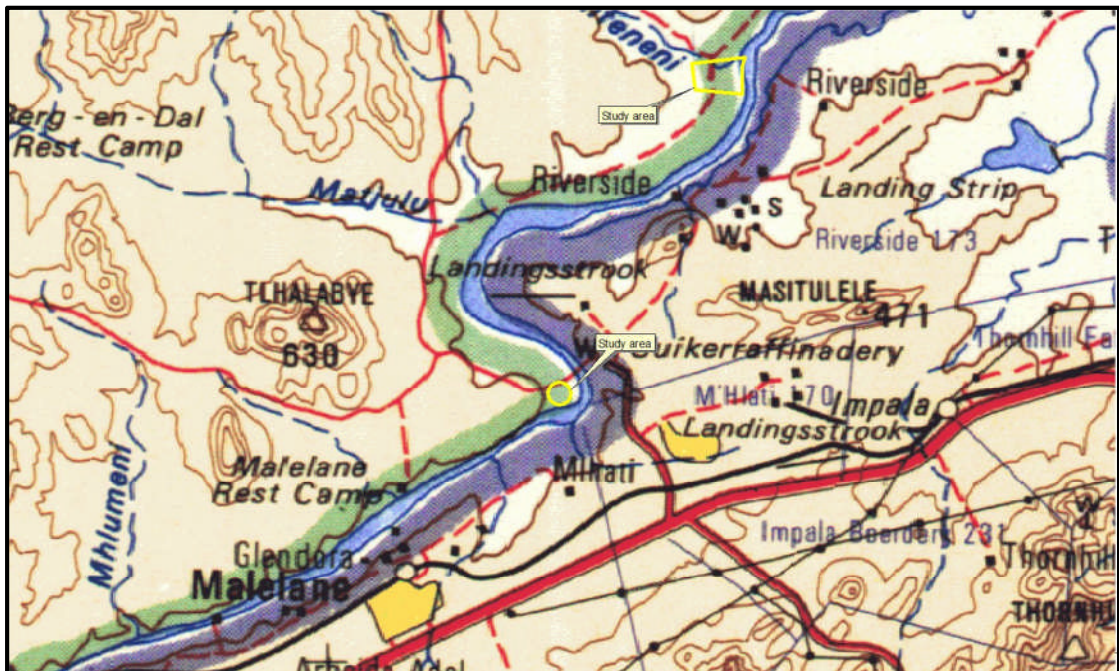 Study area
Riverside
Berg-en-Dal
Rest Camp
Matjulu
Riverside
Landing Strip
S
W
Riverside 173
Landingsstrook
TLHALABYE
630
MASITULELE
471
Study area
W
Suikerraffinadery
Thornhill
M'Hlati 170
Impala
Landingsstrook
Malelane
Rest Camp
Mhlati
Mhlumeni
Impala Boerdery 231
Glendora
Malelane
Thornhill